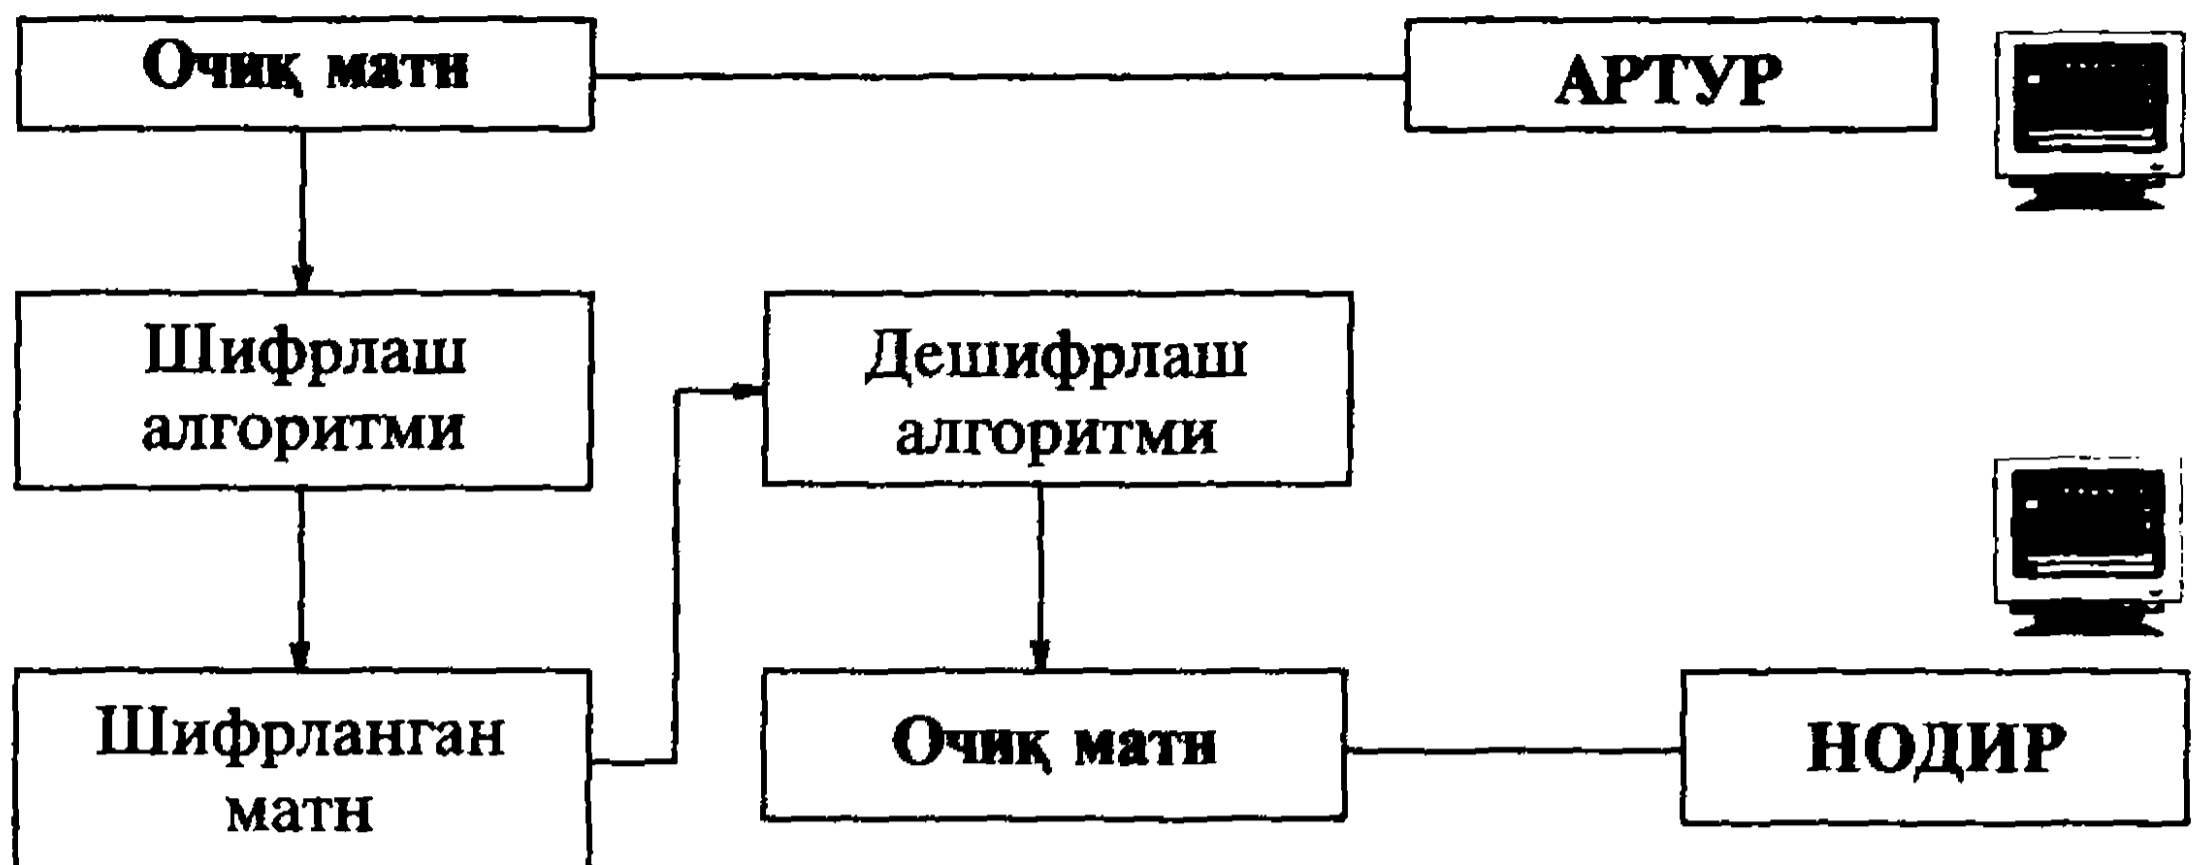 Очиқ матн
АРТУР
Шифрлаш
алгоритми
Дешифрлаш
алгоритми
Шифрланган
матн
Очиқ матн
НОДИР